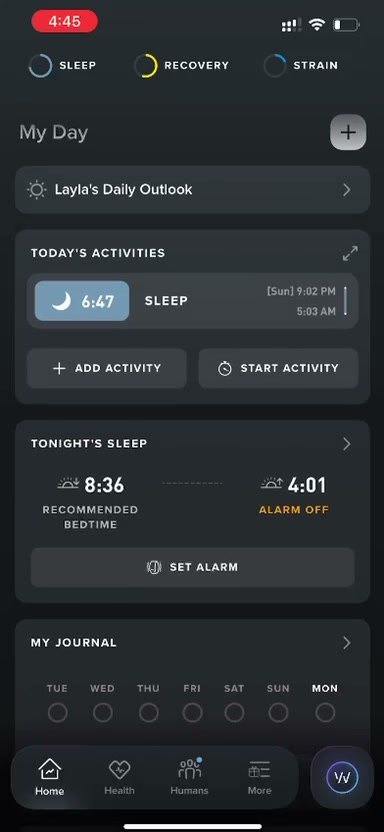 4:45
SLEEP RECOVERY STRAIN
My Day
Layla's Daily Outlook
TODAY'S ACTIVITIES
6:47 SLEEP [Sun] 9:02 PM
5:03 AM
ADD ACTIVITY START ACTIVITY
TONIGHT'S SLEEP
8:36 4:01
RECOMMENDED BEDTIME ALARM OFF
SET ALARM
MY JOURNAL
TUE WED THU FRI SAT SUN MON
Home Health Humans More